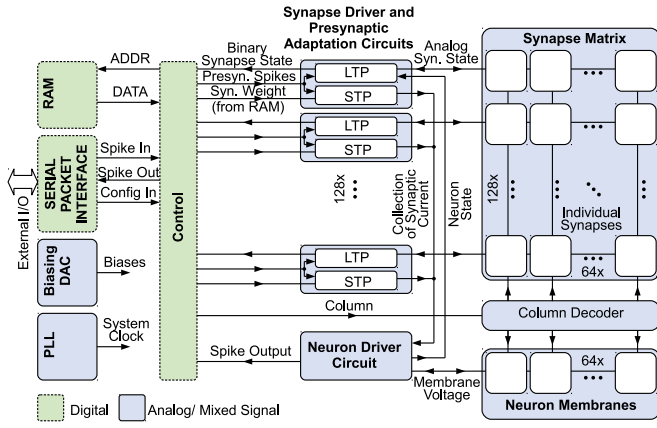 Synapse Driver and
Presynaptic
Adaptation Circuits
Binary
Synapse State
Presyn. Spikes
Syn. Weight
(from RAM)
Analog
Syn. State
Synapse Matrix
ADDR
DATA
RAM
LTP
STP
LTP
STP
LTP
STP
Spike In
Spike Out
Config In
SERIAL
PACKET
INTERFACE
External I/O
Control
128x
Collection
of Synaptic
Current
Neuron
State
128x
Individual
Synapses
64x
Biasing
DAC
Biases
PLL
System
Clock
Column
Column Decoder
Spike Output
Neuron Driver
Circuit
Membrane
Voltage
64x
Neuron Membranes
Digital
Analog/ Mixed Signal